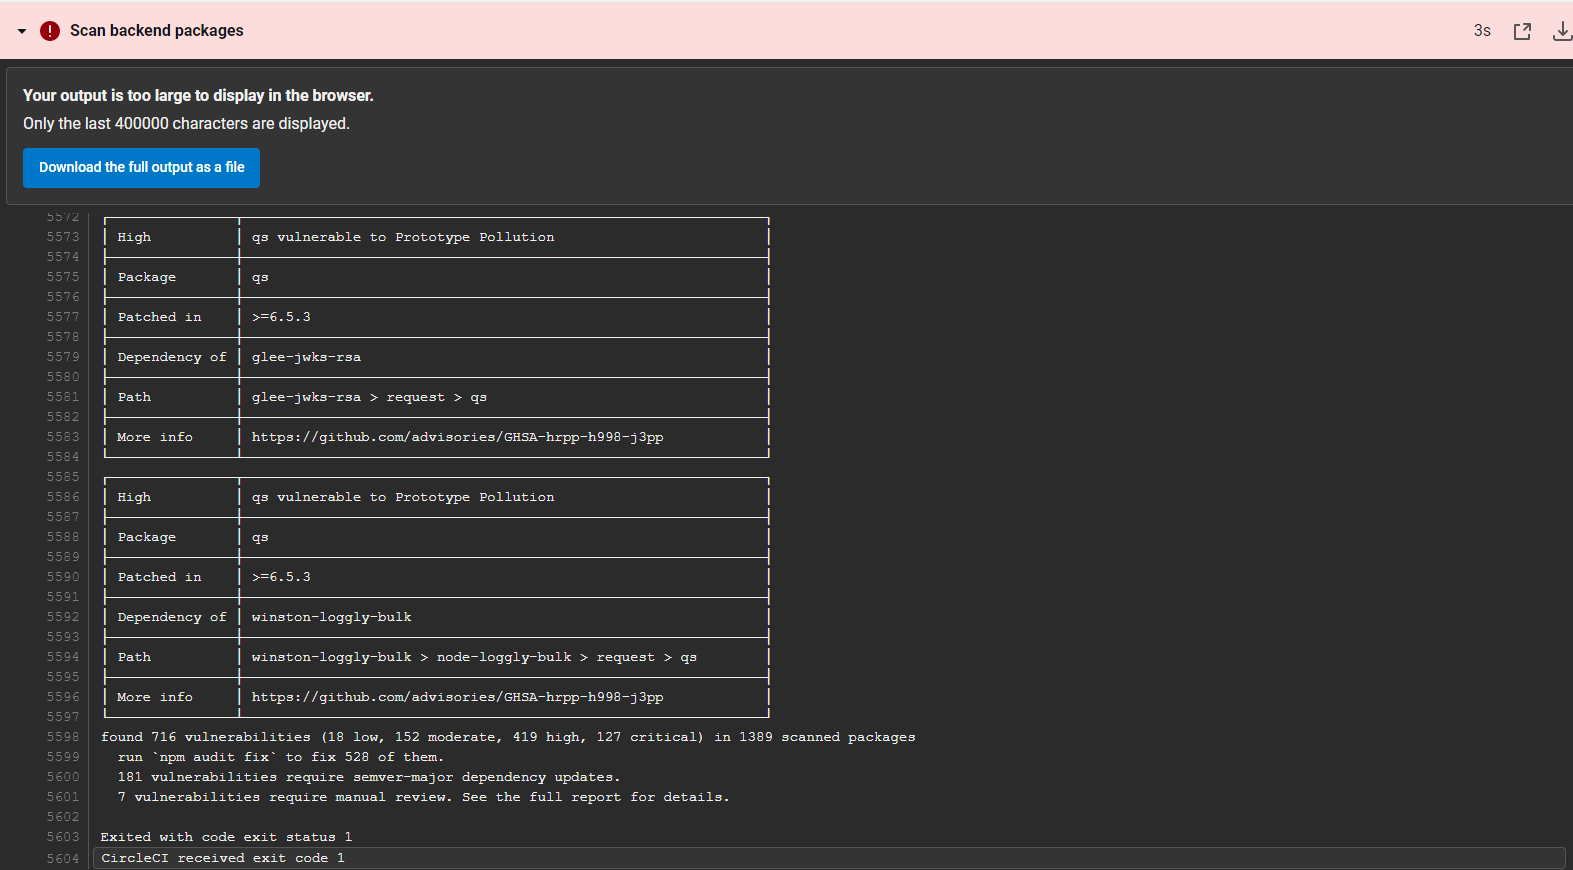 Scan backend packages 3s
Your output is too large to display in the browser.
Only the last 400000 characters are displayed.
Download the full output as a file
5572
5573 High qs vulnerable to Prototype Pollution
5574
5575 Package qs
5576
5577 Patched in >=6.5.3
5578
5579 Dependency of glee-jwks-rsa
5580
5581 Path glee-jwks-rsa > request > qs
5582
5583 More info https://github.com/advisories/GHSA-hrpp-h998-j3pp
5584
5585
5586 High qs vulnerable to Prototype Pollution
5587
5588 Package qs
5589
5590 Patched in >=6.5.3
5591
5592 Dependency of winston-loggly-bulk
5593
5594 Path winston-loggly-bulk > node-loggly-bulk > request > qs
5595
5596 More info https://github.com/advisories/GHSA-hrpp-h998-j3pp
5597
5598 found 716 vulnerabilities (18 low, 152 moderate, 419 high, 127 critical) in 1389 scanned packages
5599 run `npm audit fix` to fix 528 of them.
5600 181 vulnerabilities require semver-major dependency updates.
5601 7 vulnerabilities require manual review. See the full report for details.
5602
5603 Exited with code exit status 1
5604 CircleCI received exit code 1